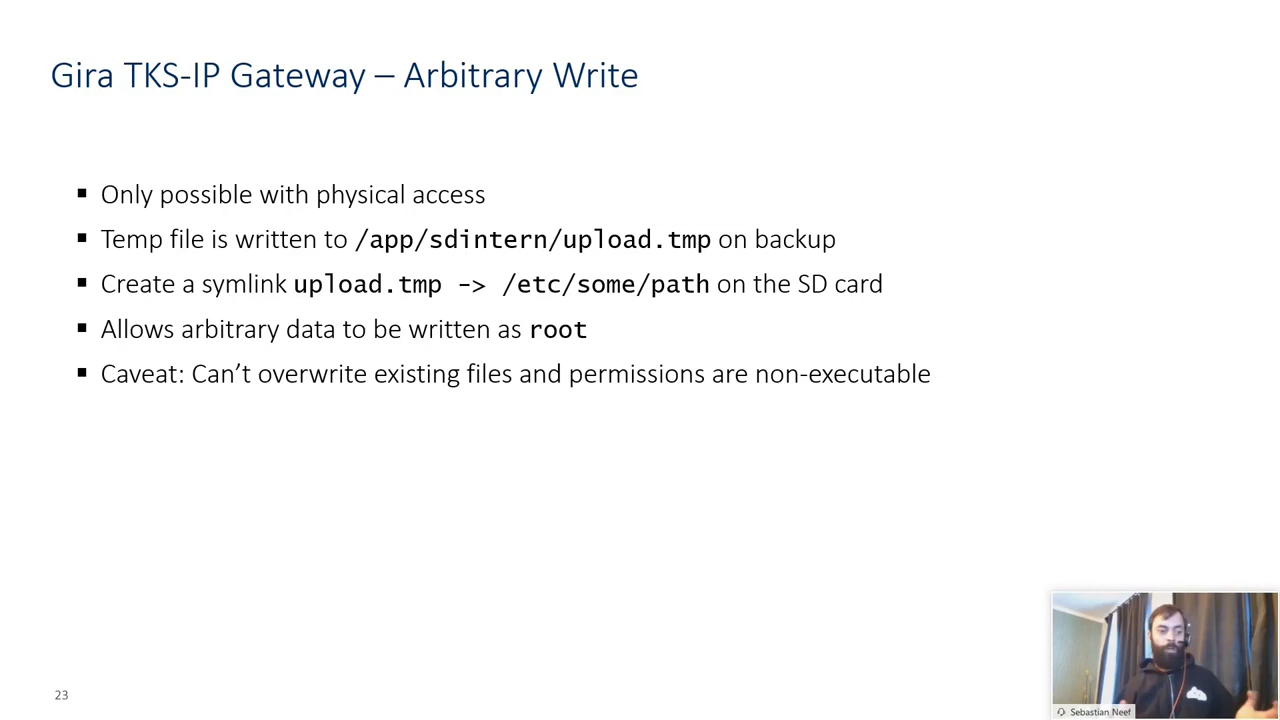 Gira TKS-IP Gateway – Arbitrary Write
▪ Only possible with physical access
▪ Temp file is written to /app/sdintern/upload.tmp on backup
▪ Create a symlink upload.tmp -> /etc/some/path on the SD card
▪ Allows arbitrary data to be written as root
▪ Caveat: Can’t overwrite existing files and permissions are non-executable
23
Sebastian Neef